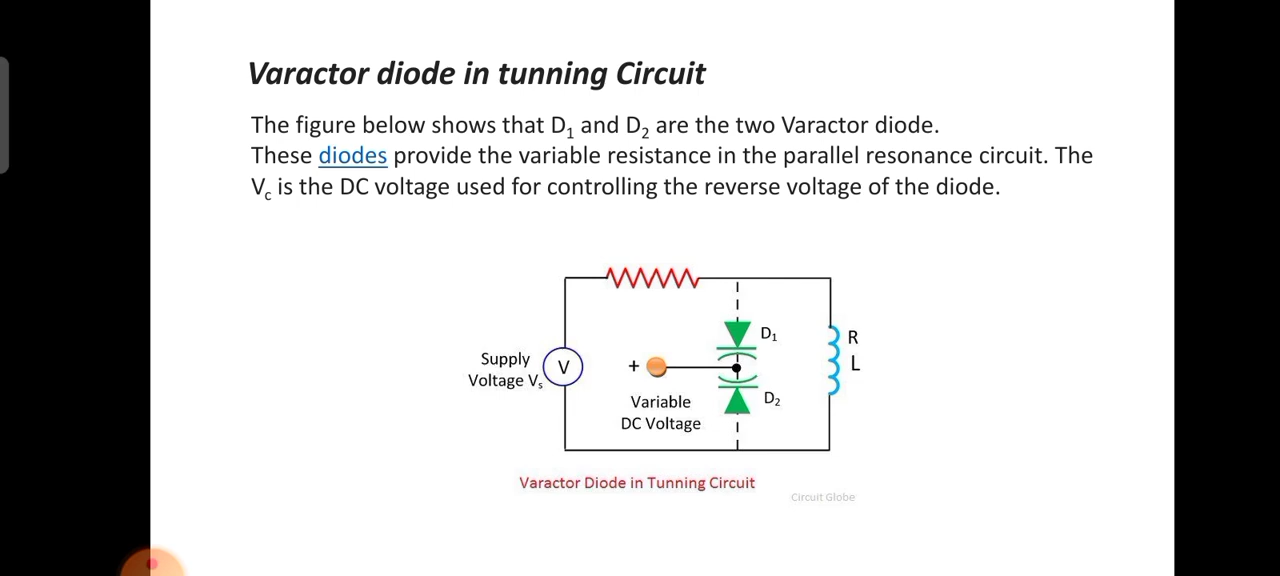 Varactor diode in tunning Circuit
The figure below shows that D₁ and D₂ are the two Varactor diode.
These diodes provide the variable resistance in the parallel resonance circuit. The
V꜀ is the DC voltage used for controlling the reverse voltage of the diode.
D₁
R
L
Supply
Voltage Vₛ
V
+
Variable
DC Voltage
D₂
Varactor Diode in Tunning Circuit
Circuit Globe